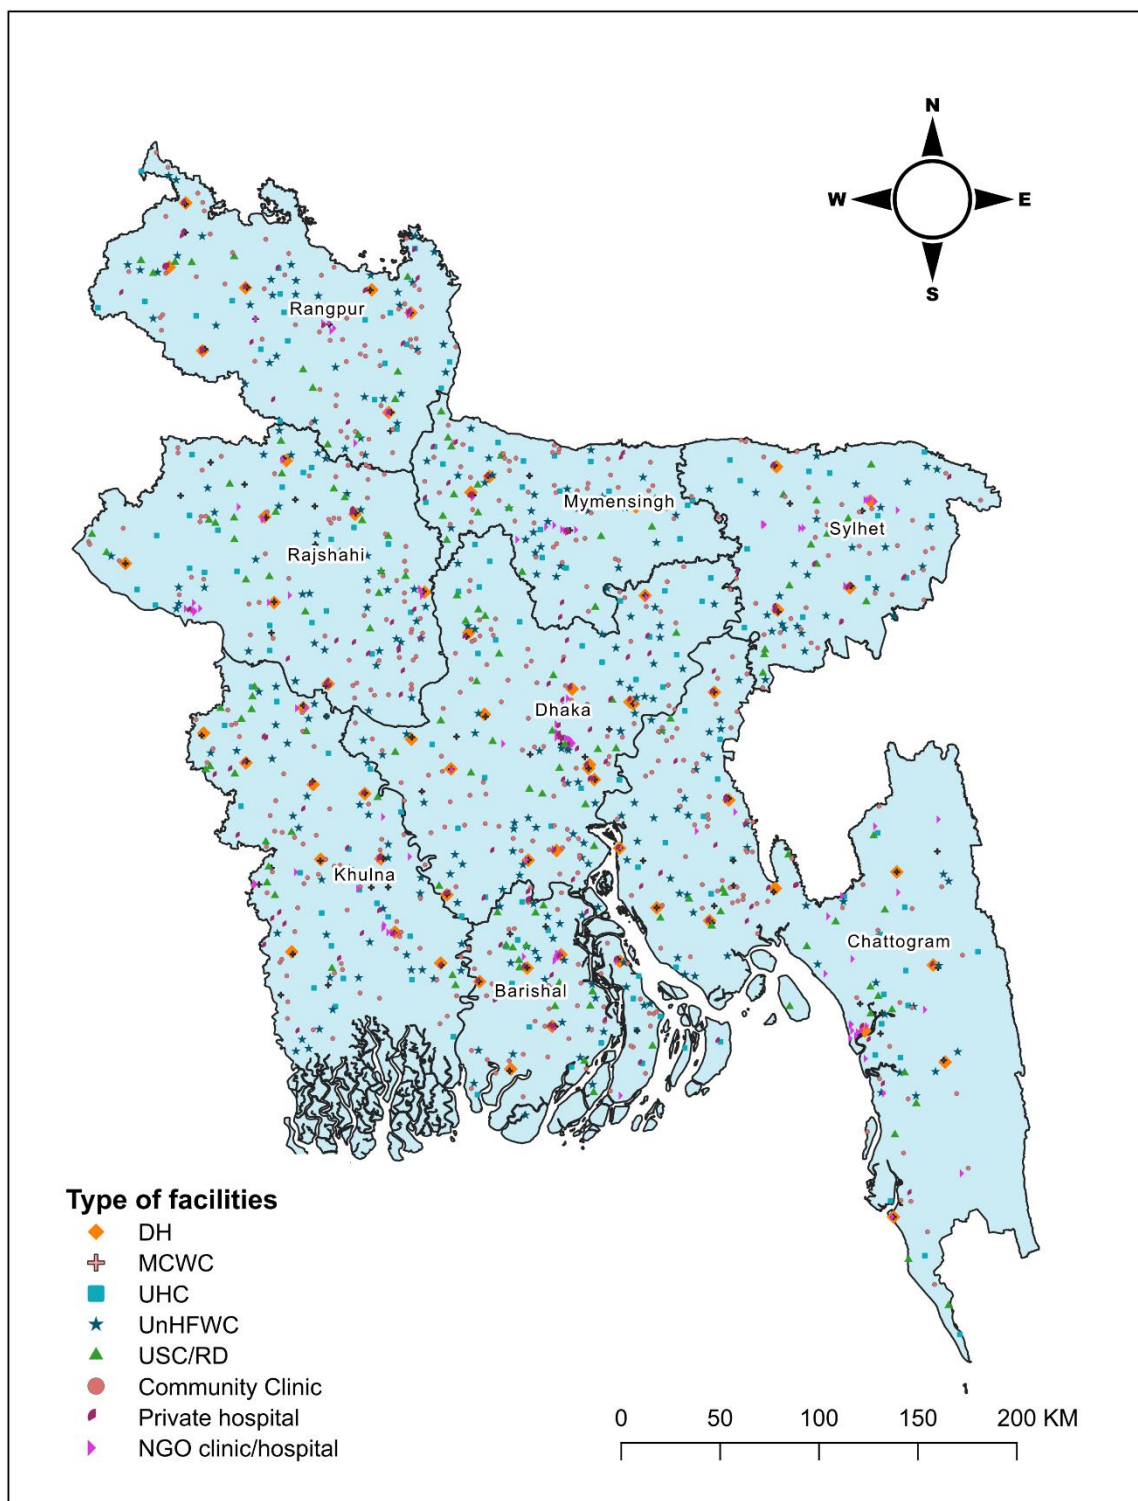 N
W E
S
Rangpur
Mymensingh
Sylhet
Rajshahi
Dhaka
Khulna
Chattogram
Barishal
Type of facilities
DH
MCWC
UHC
UnHFWC
USC/RD
Community Clinic
Private hospital
NGO clinic/hospital
0 50 100 150 200 KM